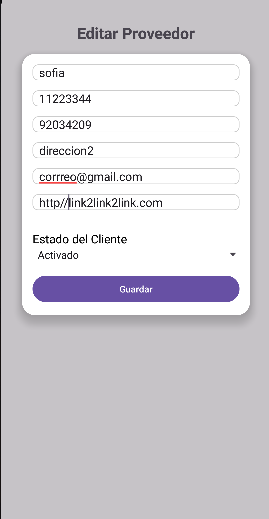 Editar Proveedor
sofia
11223344
92034209
direccion2
corrreo@gmail.com
http//link2link2link.com
Estado del Cliente
Activado
Guardar